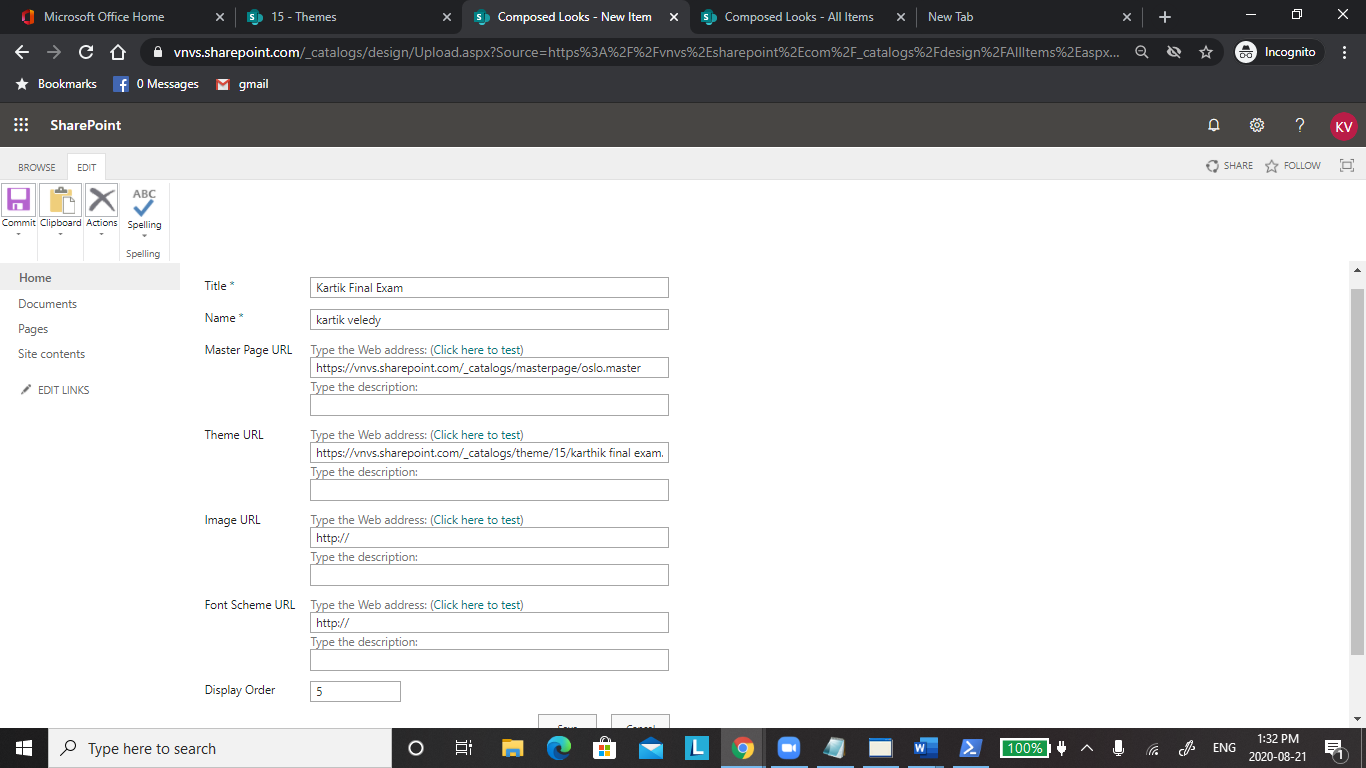 Microsoft Office Home
15 - Themes
Composed Looks - New Item
Composed Looks - All Items
New Tab
vnvs.sharepoint.com/_catalogs/design/Upload.aspx?Source=https%3A%2F%2Fvnvs%2Esharepoint%2Ecom%2F_catalogs%2Fdesign%2FAllItems%2Easpx...
Incognito
Bookmarks
0 Messages
gmail
SharePoint
KV
BROWSE
EDIT
SHARE
FOLLOW
Commit
Clipboard
Actions
ABC
Spelling
Spelling
Home
Documents
Pages
Site contents
EDIT LINKS
Title *
Kartik Final Exam
Name *
kartik veledy
Master Page URL
Type the Web address: (Click here to test)
https://vnvs.sharepoint.com/_catalogs/masterpage/oslo.master
Type the description:
Theme URL
Type the Web address: (Click here to test)
https://vnvs.sharepoint.com/_catalogs/theme/15/karthik final exam.
Type the description:
Image URL
Type the Web address: (Click here to test)
http://
Type the description:
Font Scheme URL
Type the Web address: (Click here to test)
http://
Type the description:
Display Order
5
Save
Cancel
Type here to search
100%
ENG
1:32 PM
2020-08-21
1